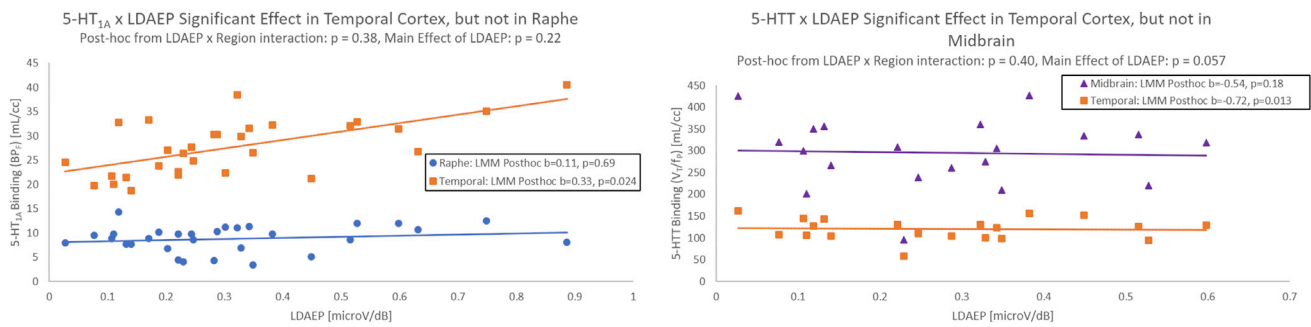 5-HT1A x LDAEP Significant Effect in Temporal Cortex, but not in Raphe
Post-hoc from LDAEP x Region interaction: p = 0.38, Main Effect of LDAEP: p = 0.22
5-HT1A Binding (BPF) [mL/cc]
45
40
35
30
25
20
15
10
5
0
Raphe: LMM Posthoc b=0.11, p=0.69
Temporal: LMM Posthoc b=0.33, p=0.024
0 0.1 0.2 0.3 0.4 0.5 0.6 0.7 0.8 0.9 1
LDAEP [microV/dB]
5-HTT x LDAEP Significant Effect in Temporal Cortex, but not in
Midbrain
Post-hoc from LDAEP x Region interaction: p = 0.40, Main Effect of LDAEP: p = 0.057
5-HTT Binding (VT/fP) [mL/cc]
450
400
350
300
250
200
150
100
50
0
Midbrain: LMM Posthoc b=-0.54, p=0.18
Temporal: LMM Posthoc b=-0.72, p=0.013
0 0.1 0.2 0.3 0.4 0.5 0.6 0.7
LDAEP [microV/dB]